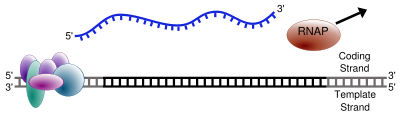 3'
5'
RNAP
Coding
Strand
5' 3'
3' 5'
Template
Strand